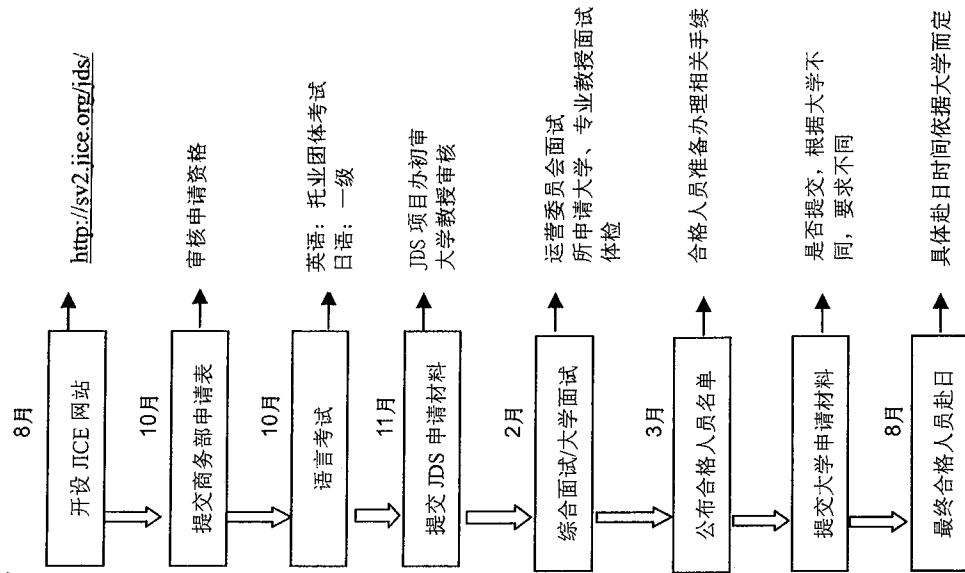 8月
开设 JICE 网站
http://sv2.jice.org/jds/
10月
提交商务部申请表
审核申请资格
10月
语言考试
英语：托业团体考试
日语：一级
11月
提交 JDS 申请材料
JDS 项目办初审
大学教授审核
2月
综合面试/大学面试
运营委员会面试
所申请大学、专业教授面试
体检
3月
公布合格人员名单
合格人员准备办理相关手续
提交大学申请材料
是否提交，根据大学不
同，要求不同
8月
最终合格人员赴日
具体赴日时间依据大学而定